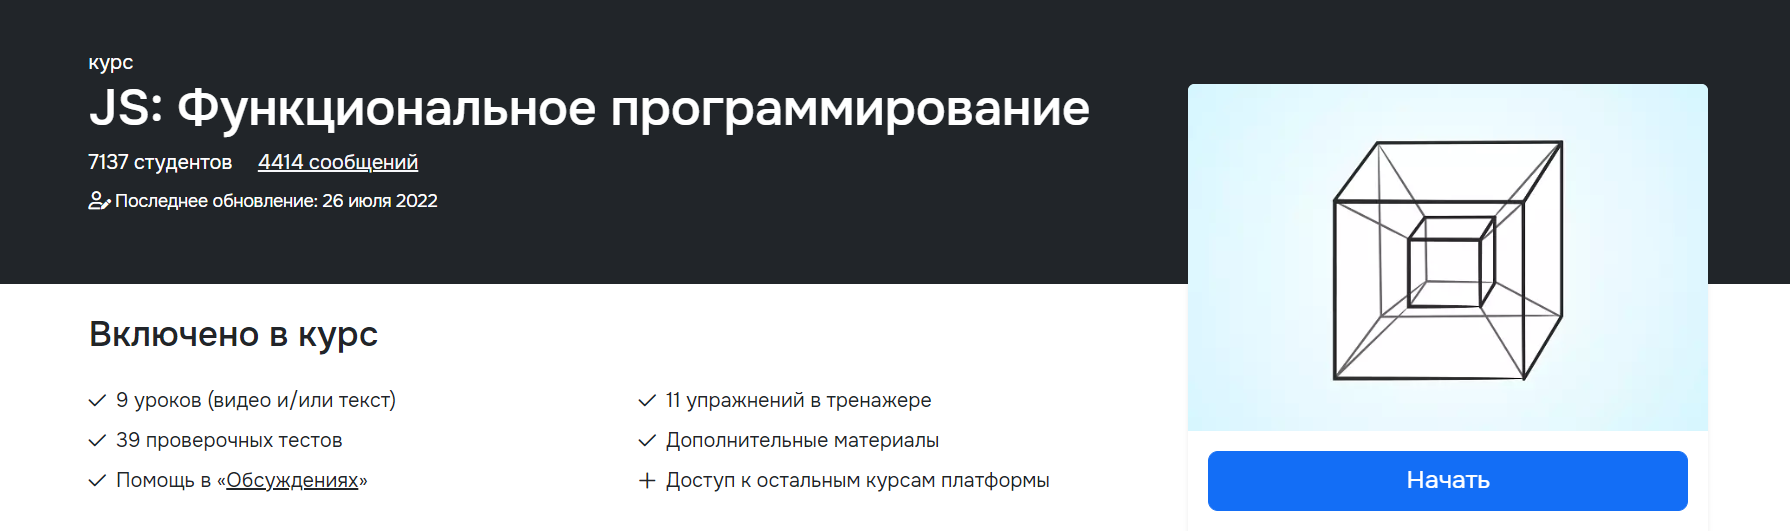 курс
JS: Функциональное программирование
7137 студентов 4414 сообщений
Последнее обновление: 26 июля 2022
Включено в курс
9 уроков (видео и/или текст)
39 проверочных тестов
Помощь в «Обсуждениях»
11 упражнений в тренажере
Дополнительные материалы
Доступ к остальным курсам платформы
Начать